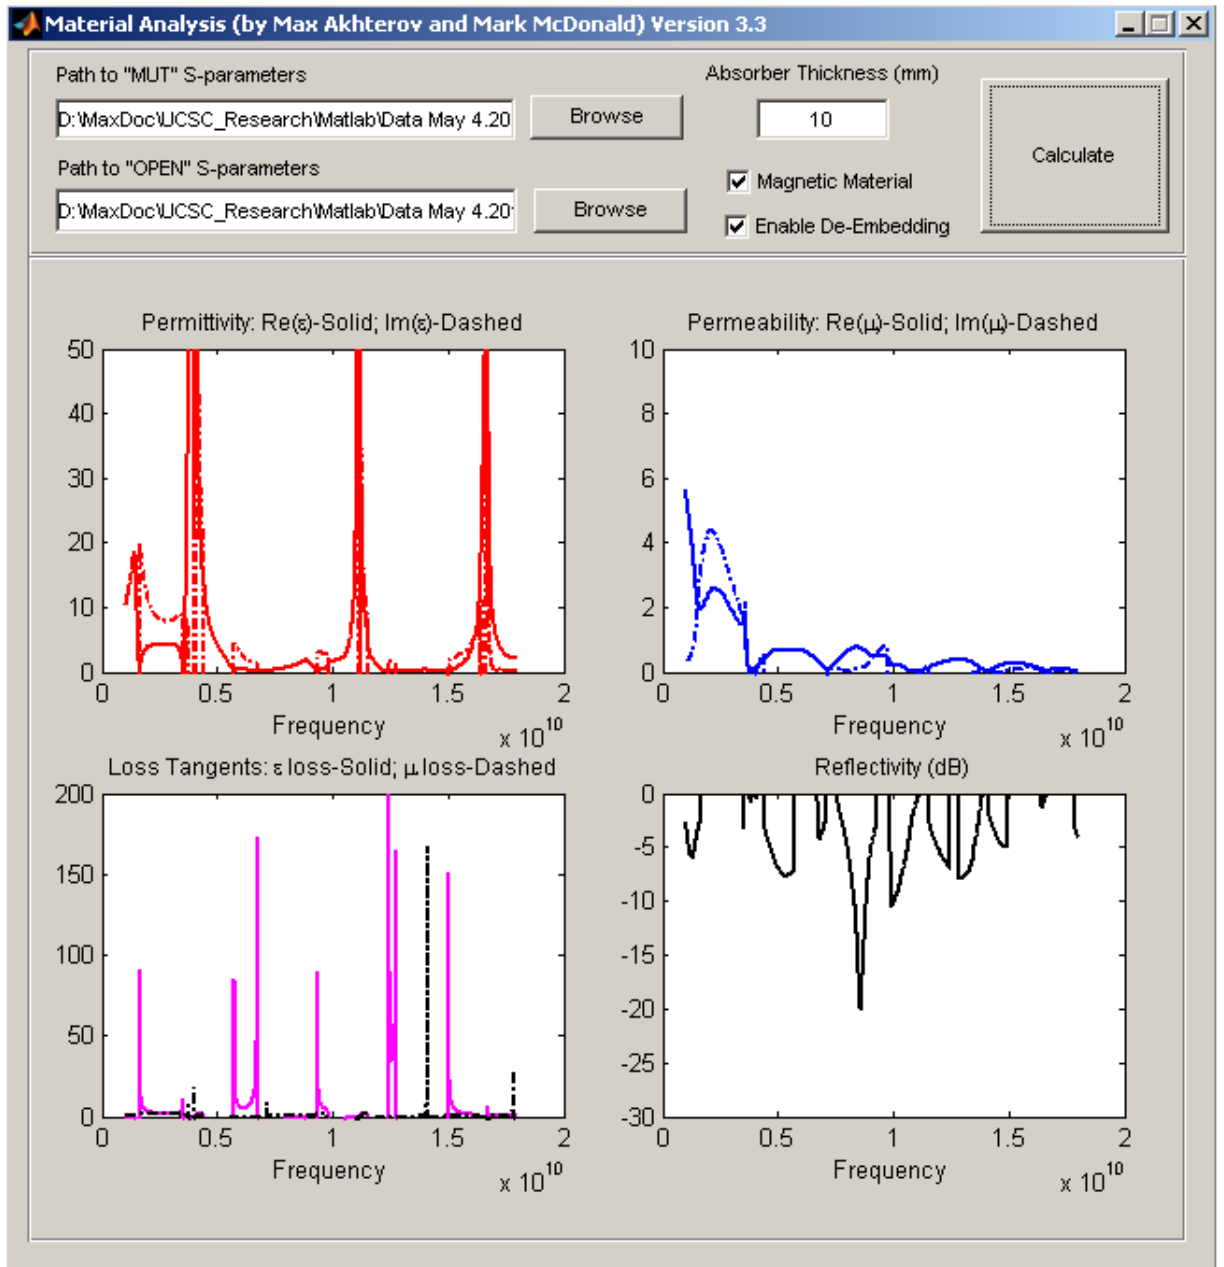 Material Analysis (by Max Akhterov and Mark McDonald) Version 3.3
Path to "MUT" S-parameters
D:\MaxDoc\UCSC_Research\Matlab\Data May 4.20
Browse
Path to "OPEN" S-parameters
D:\MaxDoc\UCSC_Research\Matlab\Data May 4.20
Browse
Absorber Thickness (mm)
10
Magnetic Material
Enable De-Embedding
Calculate
Permittivity: Re(ε)-Solid; Im(ε)-Dashed
50
40
30
20
10
0
0 0.5 1 1.5 2
Frequency
x 10^10
Permeability: Re(μ)-Solid; Im(μ)-Dashed
10
8
6
4
2
0
0 0.5 1 1.5 2
Frequency
x 10^10
Loss Tangents: ε loss-Solid; μ loss-Dashed
200
150
100
50
0
0 0.5 1 1.5 2
Frequency
x 10^10
Reflectivity (dB)
0
-5
-10
-15
-20
-25
-30
0 0.5 1 1.5 2
Frequency
x 10^10